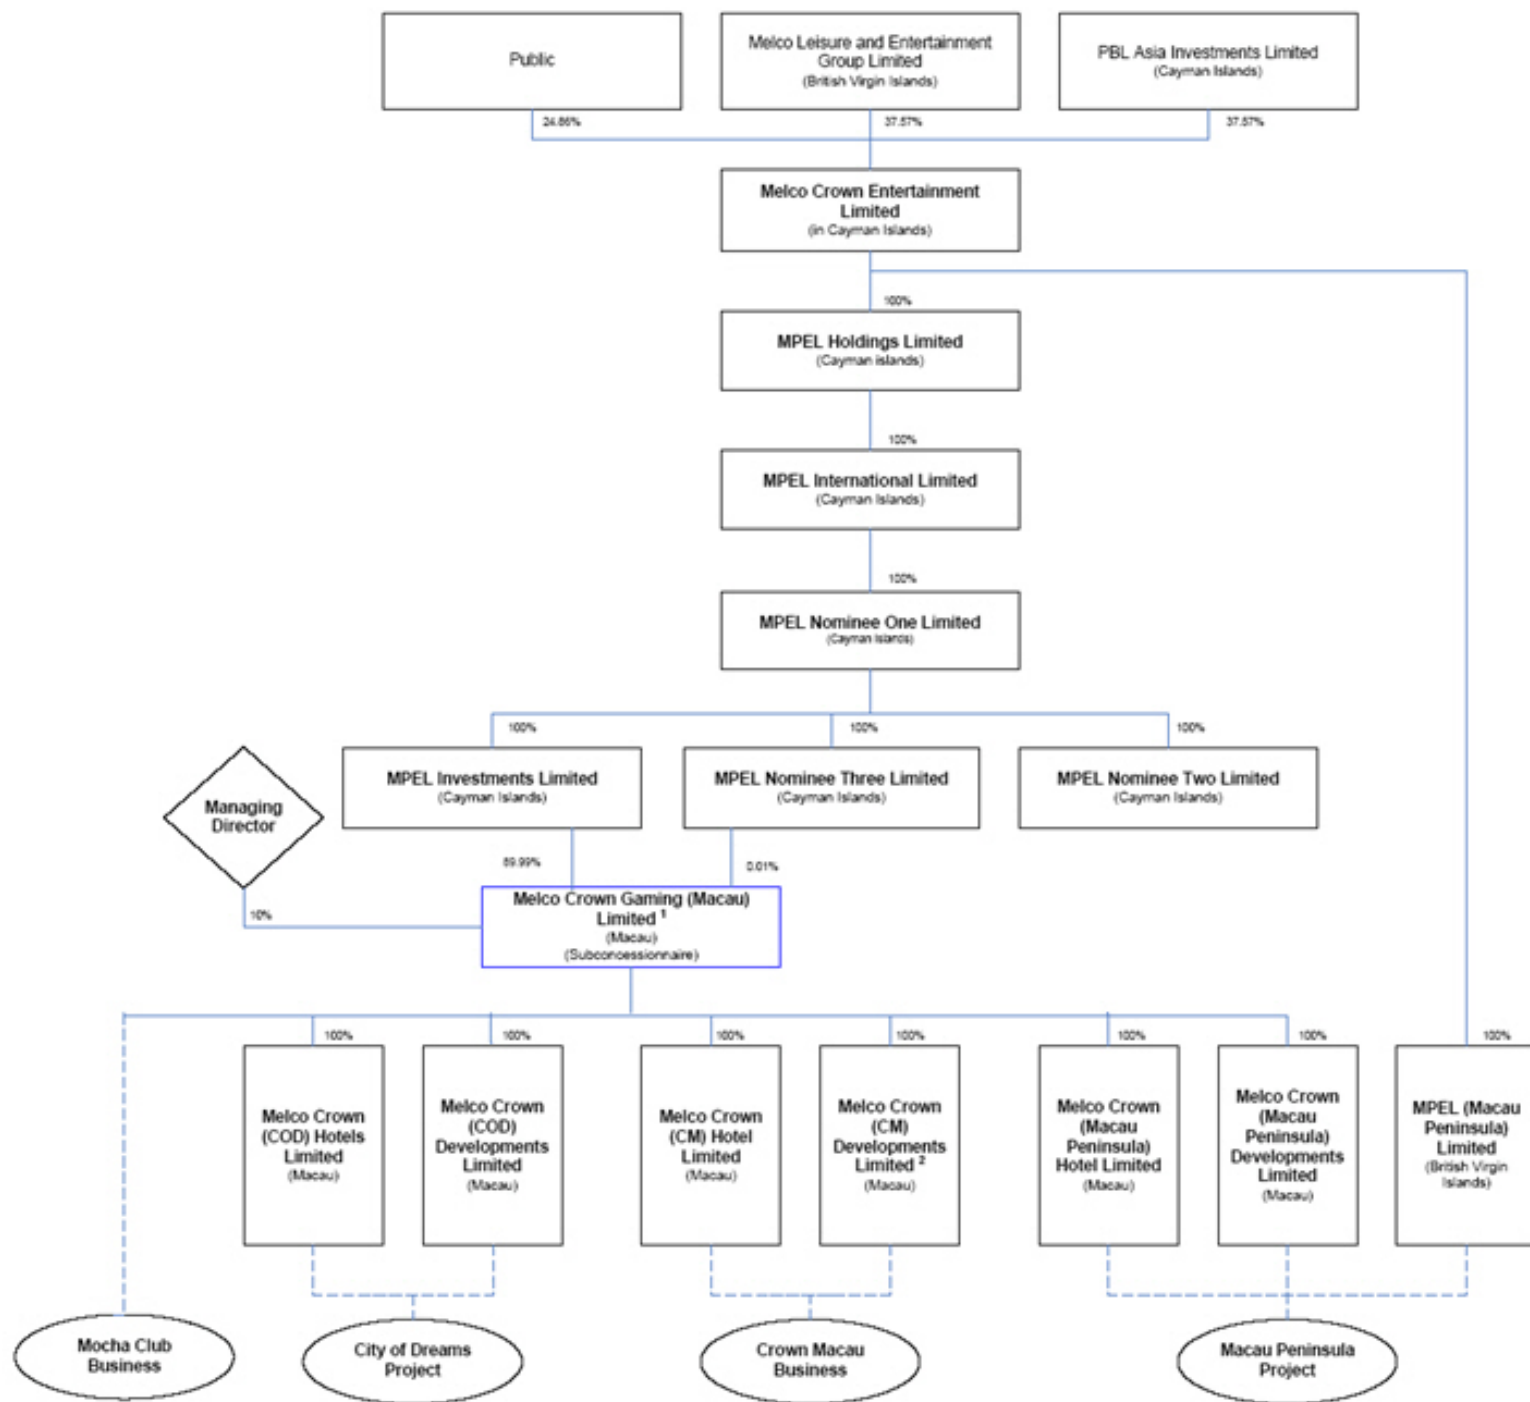 Public
Melco Leisure and Entertainment
Group Limited
(British Virgin Islands)
PBL Asia Investments Limited
(Cayman Islands)
24.86%
37.57%
37.57%
Melco Crown Entertainment
Limited
(in Cayman Islands)
100%
MPEL Holdings Limited
(Cayman islands)
100%
MPEL International Limited
(Cayman Islands)
100%
MPEL Nominee One Limited
(Cayman Islands)
100%
100%
100%
MPEL Investments Limited
(Cayman Islands)
MPEL Nominee Three Limited
(Cayman Islands)
MPEL Nominee Two Limited
(Cayman Islands)
Managing
Director
89.99%
0.01%
10%
Melco Crown Gaming (Macau)
Limited 1
(Macau)
(Subconcessionnaire)
100%
100%
100%
100%
100%
100%
100%
Melco Crown
(COD) Hotels
Limited
(Macau)
Melco Crown
(COD)
Developments
Limited
(Macau)
Melco Crown
(CM) Hotel
Limited
(Macau)
Melco Crown
(CM)
Developments
Limited 2
(Macau)
Melco Crown
(Macau
Peninsula)
Hotel Limited
(Macau)
Melco Crown
(Macau
Peninsula)
Developments
Limited
(Macau)
MPEL (Macau
Peninsula)
Limited
(British Virgin
Islands)
Mocha Club
Business
City of Dreams
Project
Crown Macau
Business
Macau Peninsula
Project